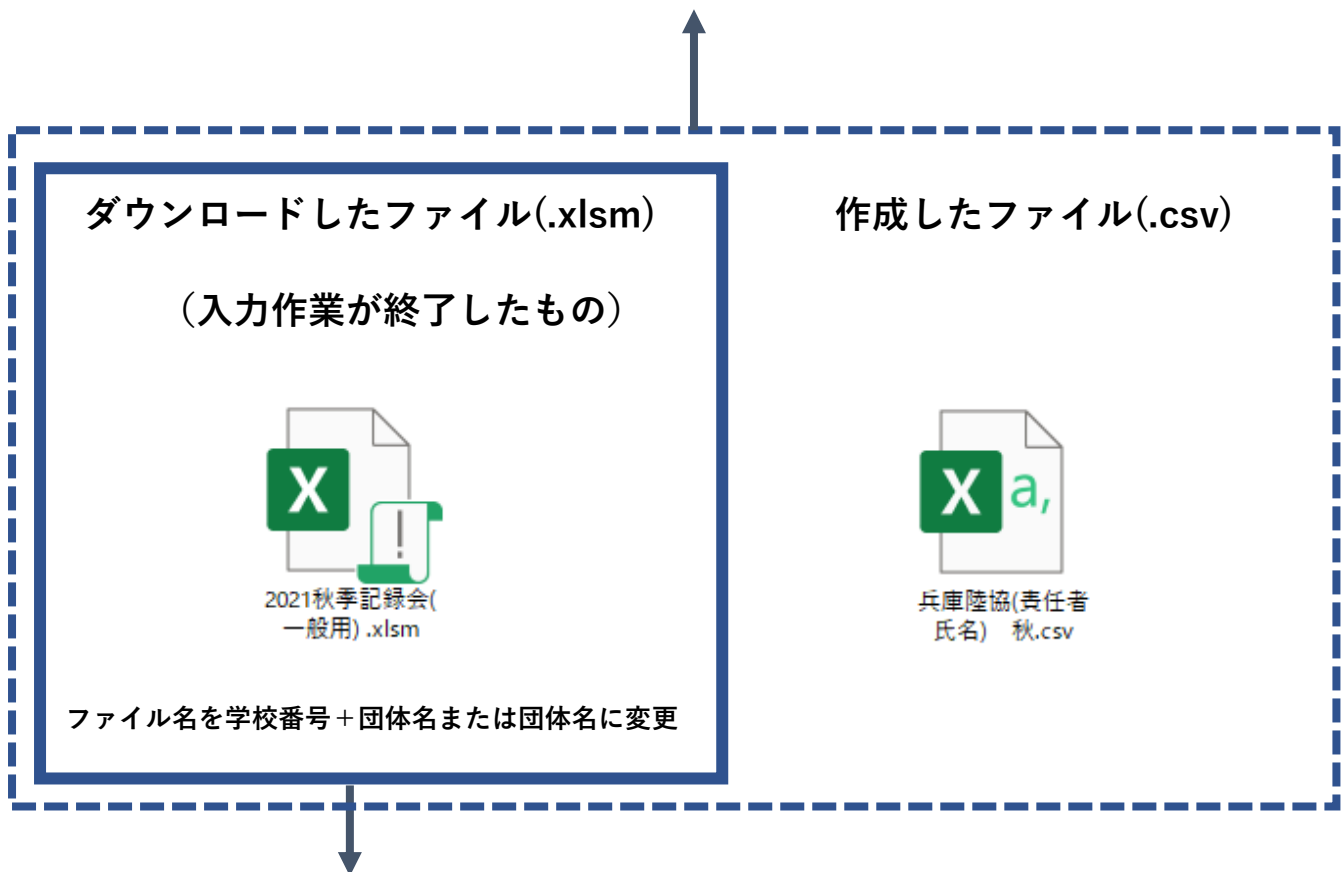 ダウンロードしたファイル(.xlsm)
（入力作業が終了したもの）
X
!
2021秋季記録会(
一般用) .xlsm
ファイル名を学校番号＋団体名または団体名に変更
作成したファイル(.csv)
X a,
兵庫陸協(責任者
氏名)　秋.csv